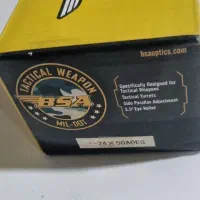 bsaoptics.com
TACTICAL WEAPON
BSA
MIL-DOT
Specifically Designed for
Tactical Weapons
Tactical Turrets
Side Parallax Adjustment
3.5" Eye Relief